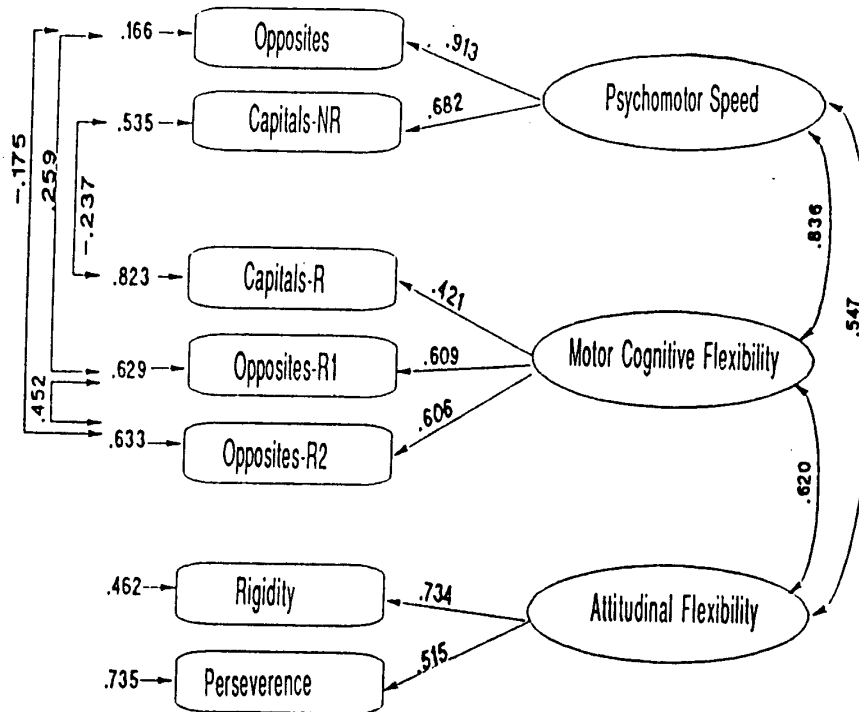 .166
Opposites
.913
Psychomotor Speed
.535
Capitals-NR
.682
-.175
.259
-.237
.836
.547
.823
Capitals-R
.421
.629
Opposites-R1
.609
Motor Cognitive Flexibility
.452
.633
Opposites-R2
.606
.620
.462
Rigidity
.734
Attitudinal Flexibility
.735
Perseverence
.515